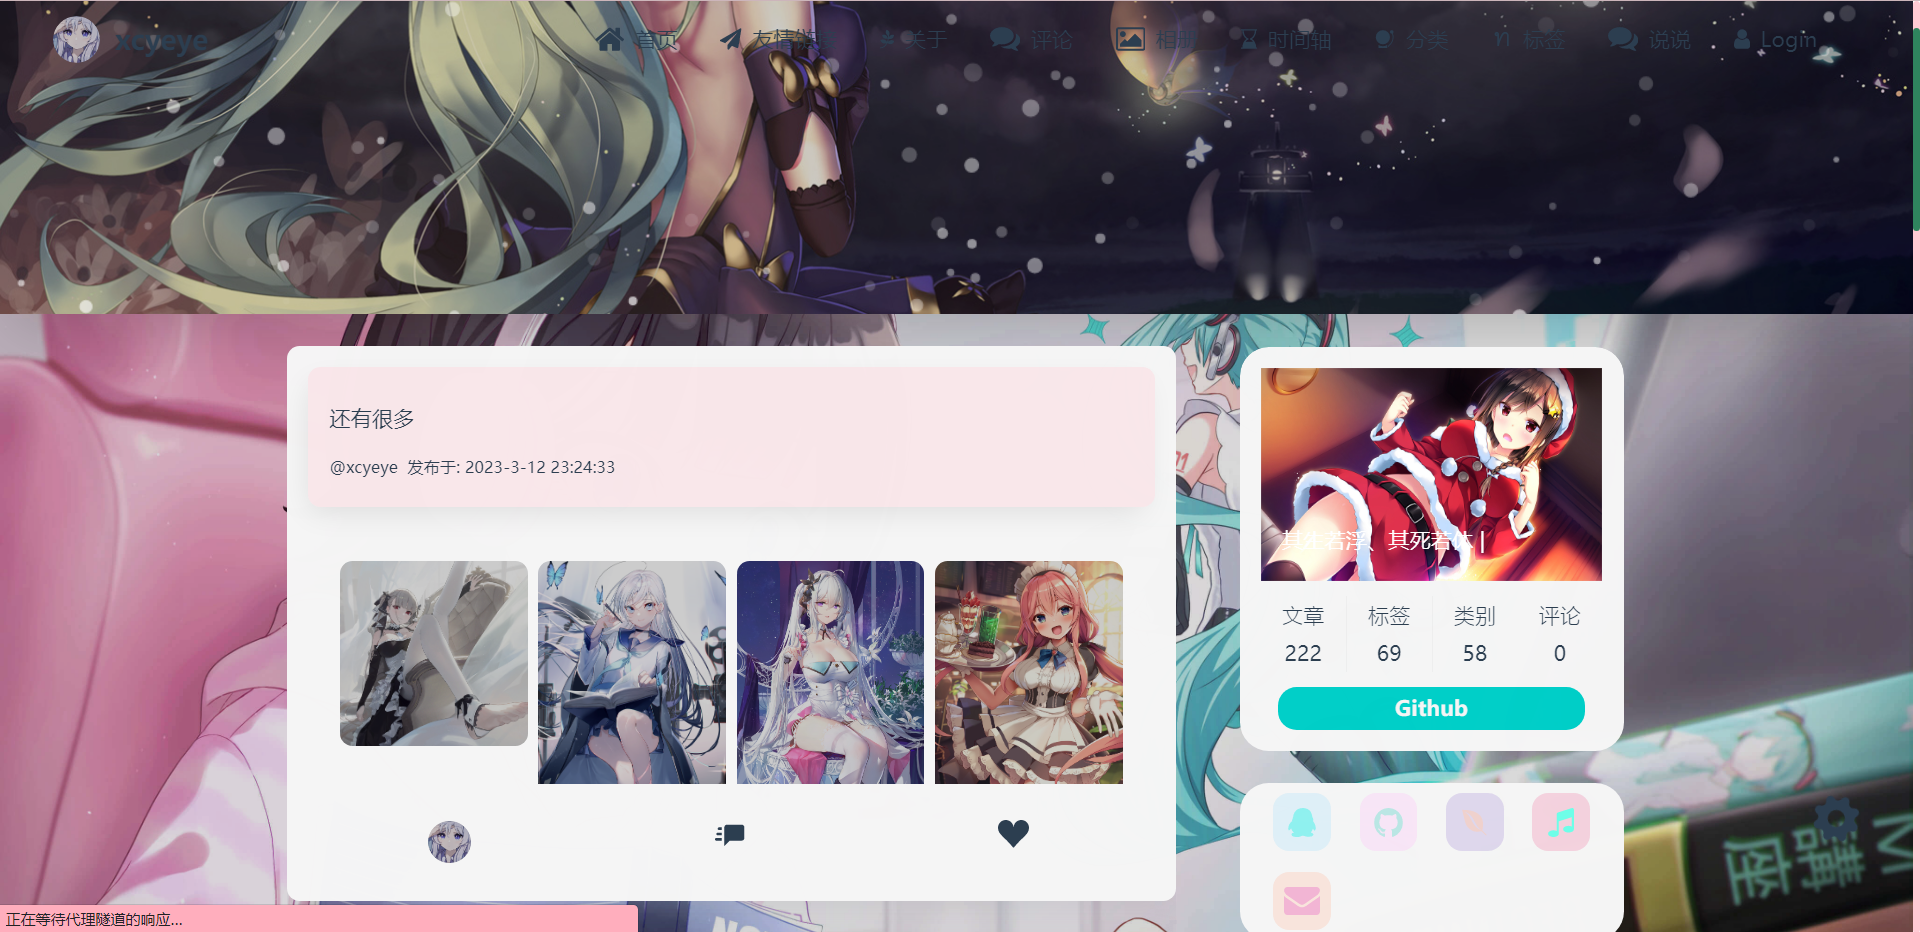 xcyeye
首页
友情链接
关于
评论
相册
时间轴
分类
标签
说说
Login
还有很多
@xcyeye 发布于: 2023-3-12 23:24:33
其生若浮、其死若休 |
文章 标签 类别 评论
222 69 58 0
Github
講座
正在等待代理隧道的响应...